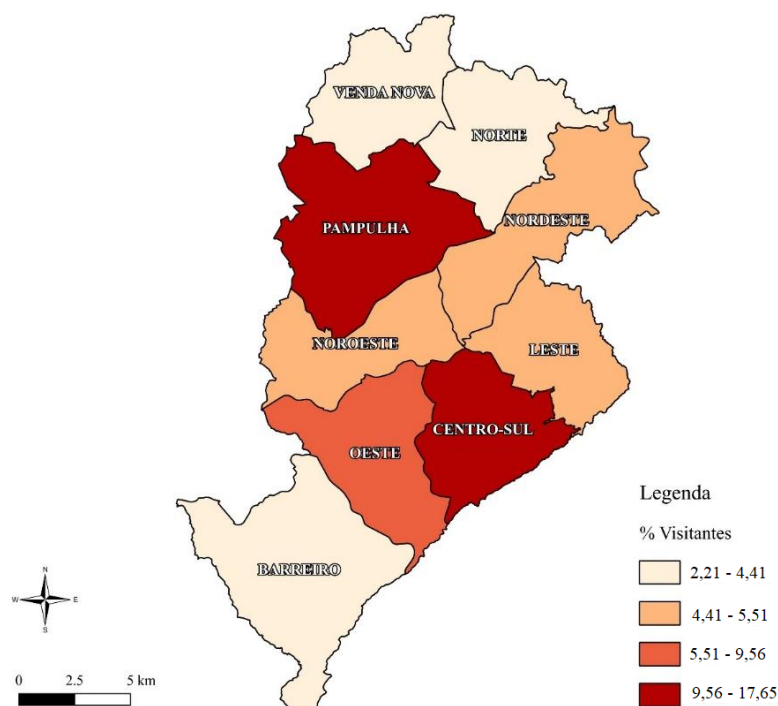 VENDA NOVA
NORTE
NORDESTE
PAMPULHA
NOROESTE
LESTE
CENTRO-SUL
OESTE
BARREIRO
N
W
E
S
0 2.5 5 km
Legenda
% Visitantes
2,21 - 4,41
4,41 - 5,51
5,51 - 9,56
9,56 - 17,65